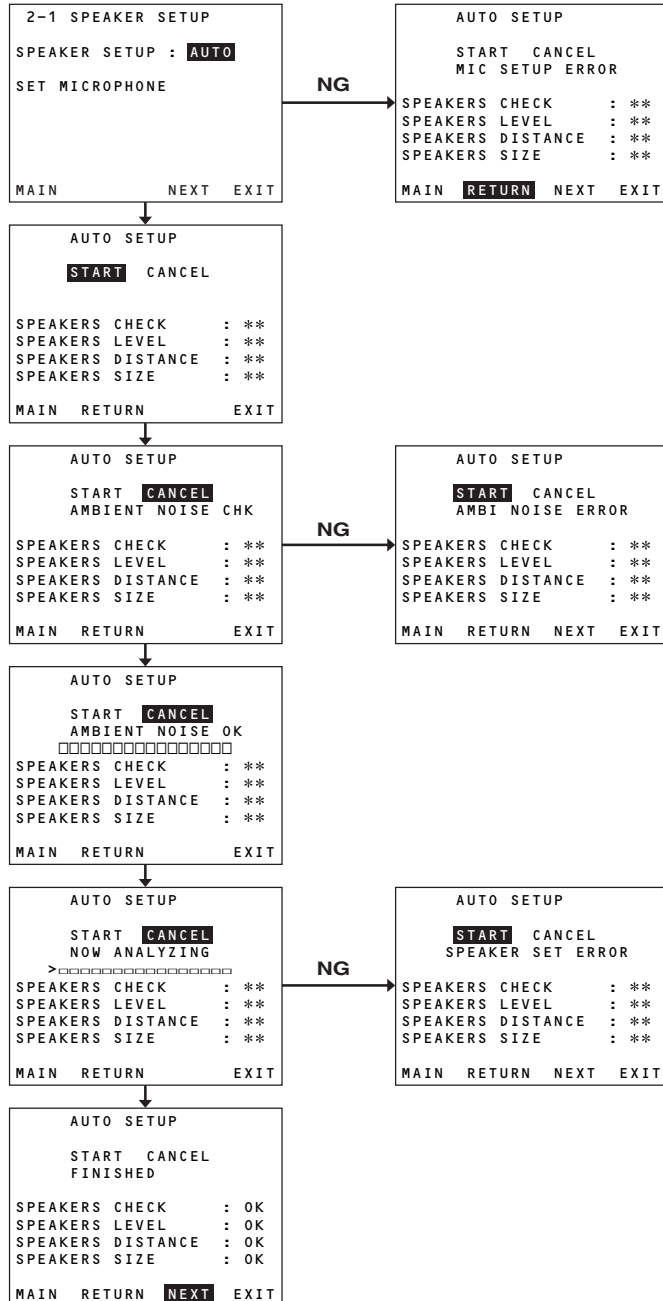 2-1 SPEAKER SETUP
SPEAKER SETUP : AUTO
SET MICROPHONE
MAIN NEXT EXIT
NG
AUTO SETUP
START CANCEL
MIC SETUP ERROR
SPEAKERS CHECK : **
SPEAKERS LEVEL : **
SPEAKERS DISTANCE : **
SPEAKERS SIZE : **
MAIN RETURN NEXT EXIT
AUTO SETUP
START CANCEL
SPEAKERS CHECK : **
SPEAKERS LEVEL : **
SPEAKERS DISTANCE : **
SPEAKERS SIZE : **
MAIN RETURN EXIT
AUTO SETUP
START CANCEL
AMBIENT NOISE CHK
SPEAKERS CHECK : **
SPEAKERS LEVEL : **
SPEAKERS DISTANCE : **
SPEAKERS SIZE : **
MAIN RETURN EXIT
NG
AUTO SETUP
START CANCEL
AMBI NOISE ERROR
SPEAKERS CHECK : **
SPEAKERS LEVEL : **
SPEAKERS DISTANCE : **
SPEAKERS SIZE : **
MAIN RETURN NEXT EXIT
AUTO SETUP
START CANCEL
AMBIENT NOISE OK
□□□□□□□□□□□□□□□□
SPEAKERS CHECK : **
SPEAKERS LEVEL : **
SPEAKERS DISTANCE : **
SPEAKERS SIZE : **
MAIN RETURN EXIT
AUTO SETUP
START CANCEL
NOW ANALYZING
>□□□□□□□□□□□□□□□□
SPEAKERS CHECK : **
SPEAKERS LEVEL : **
SPEAKERS DISTANCE : **
SPEAKERS SIZE : **
MAIN RETURN EXIT
NG
AUTO SETUP
START CANCEL
SPEAKER SET ERROR
SPEAKERS CHECK : **
SPEAKERS LEVEL : **
SPEAKERS DISTANCE : **
SPEAKERS SIZE : **
MAIN RETURN NEXT EXIT
AUTO SETUP
START CANCEL
FINISHED
SPEAKERS CHECK : OK
SPEAKERS LEVEL : OK
SPEAKERS DISTANCE : OK
SPEAKERS SIZE : OK
MAIN RETURN NEXT EXIT